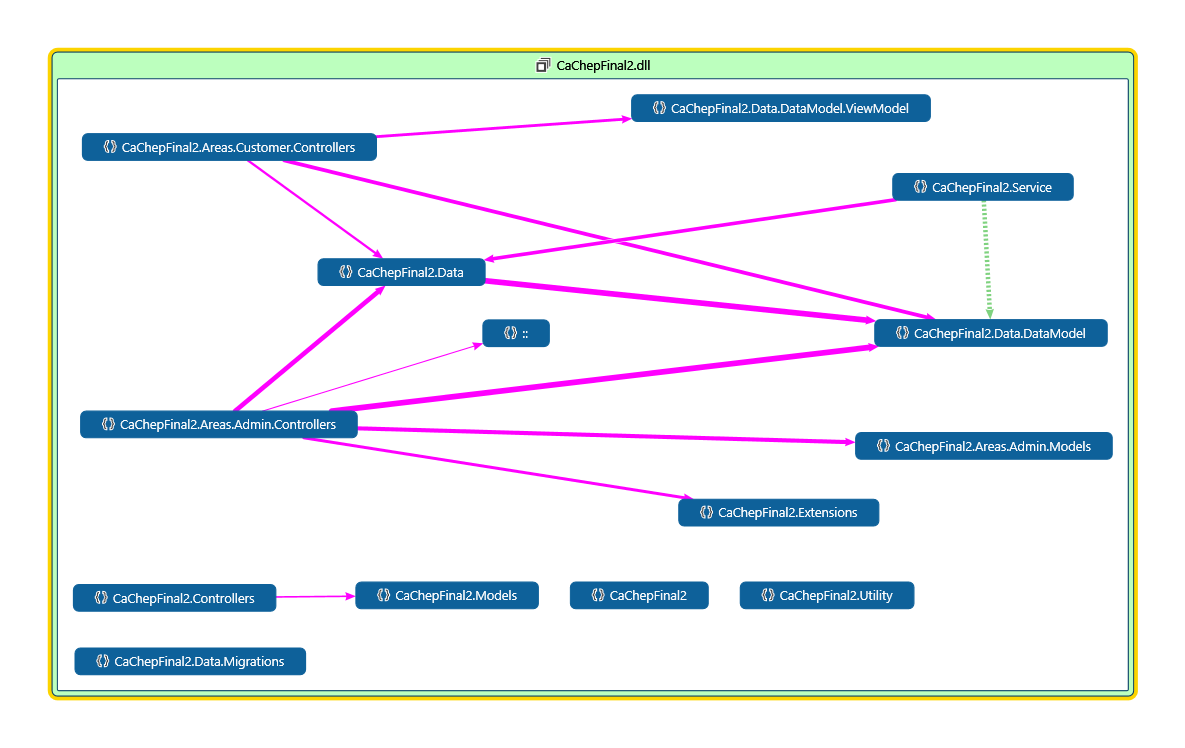 CaChepFinal2.dll
CaChepFinal2.Data.DataModel.ViewModel
CaChepFinal2.Areas.Customer.Controllers
CaChepFinal2.Service
CaChepFinal2.Data
::
CaChepFinal2.Data.DataModel
CaChepFinal2.Areas.Admin.Controllers
CaChepFinal2.Areas.Admin.Models
CaChepFinal2.Extensions
CaChepFinal2.Controllers
CaChepFinal2.Models
CaChepFinal2
CaChepFinal2.Utility
CaChepFinal2.Data.Migrations